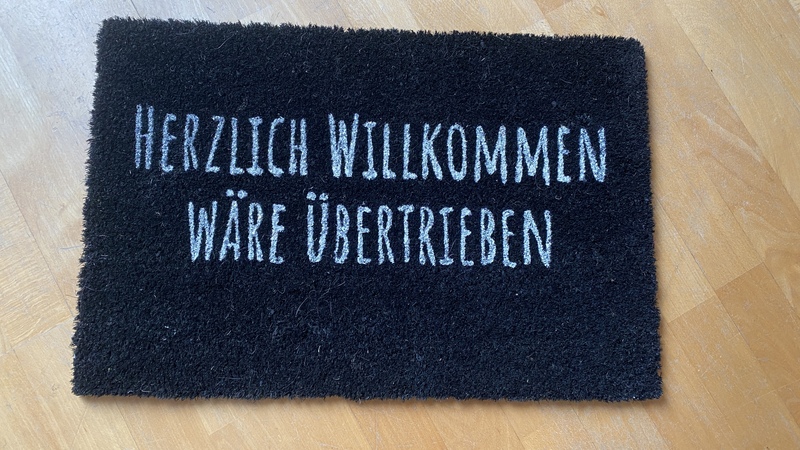 HERZLICH WILLKOMMEN
WÄRE ÜBERTRIEBEN